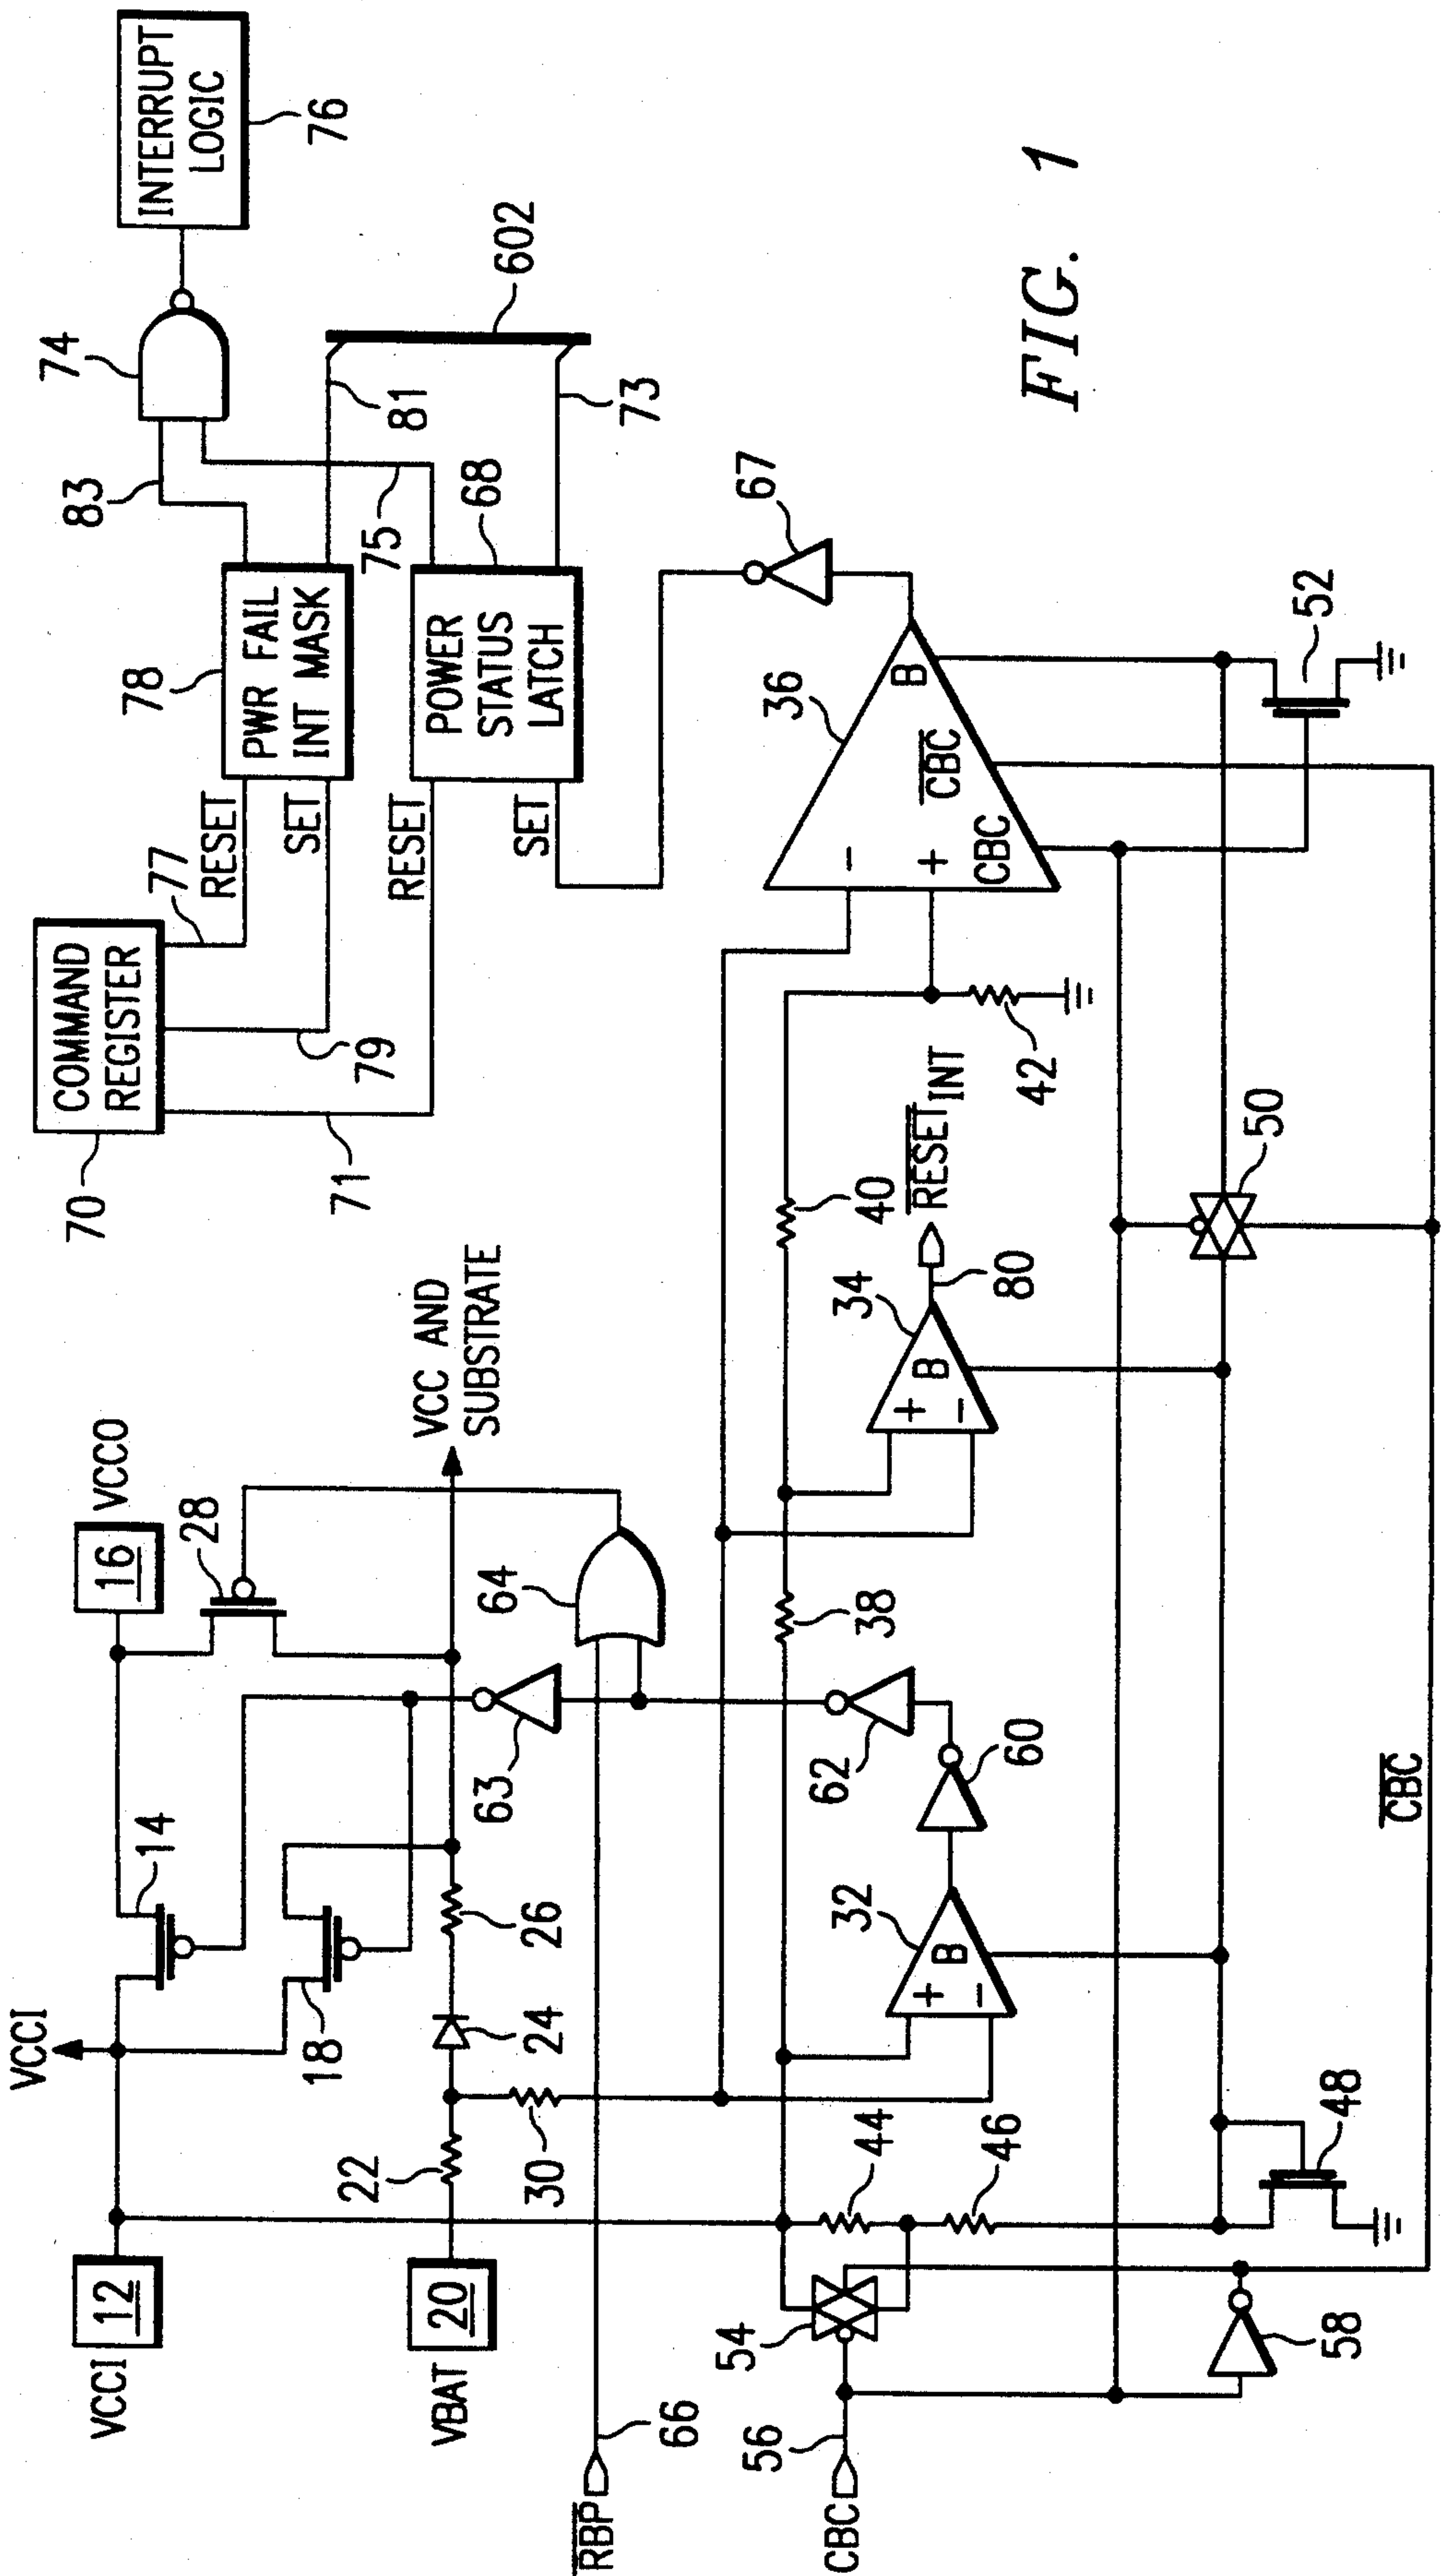 VCCI
12
VCCI
14
VCCO
16
28
18
VBAT
20
22
24
26
30
VCC AND
SUBSTRATE
63
64
RBP
66
COMMAND
REGISTER
70
71
79
77
RESET
SET
78
PWR FAIL
INT MASK
83
74
INTERRUPT
LOGIC
76
81
602
RESET
SET
POWER
STATUS
LATCH
75
68
73
67
62
60
38
40
34
+
-
B
80
RESET INT
32
+
-
B
44
46
42
36
-
+
CBC
CBC
B
54
CBC
56
58
48
50
52
CBC
FIG. 1